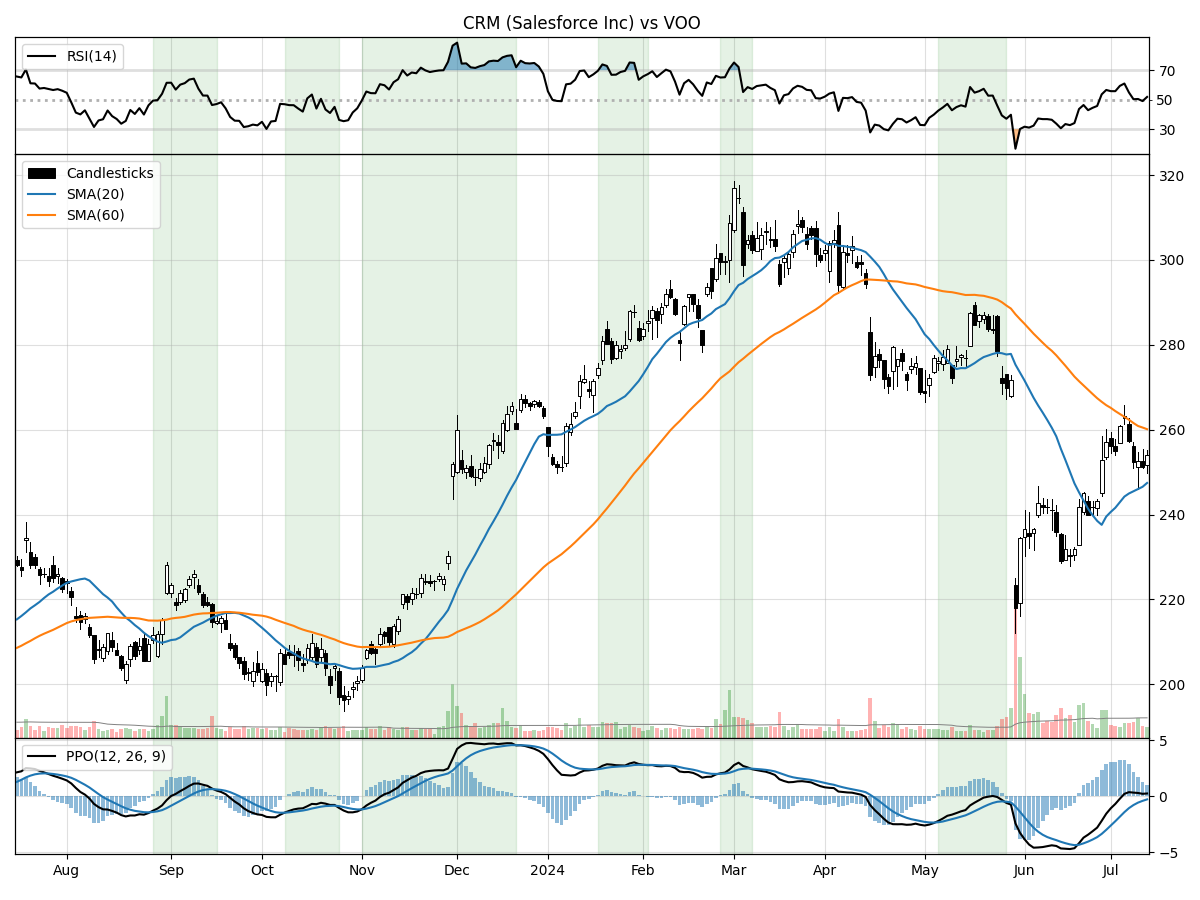 CRM (Salesforce Inc) vs VOO
RSI(14)
70
50
30
Candlesticks
SMA(20)
SMA(60)
320
300
280
260
240
220
200
PPO(12, 26, 9)
5
0
−5
Aug Sep Oct Nov Dec 2024 Feb Mar Apr May Jun Jul